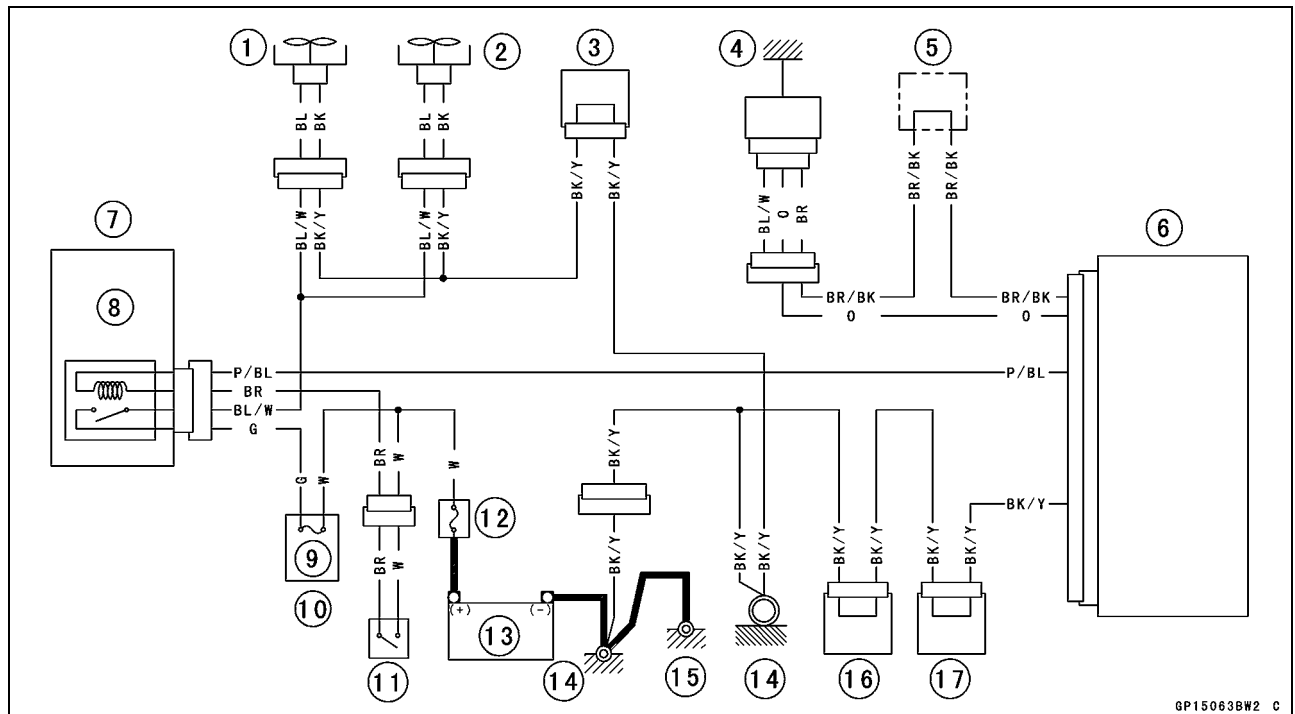 1
2
3
4
5
BL
BK
BL
BK
BK/Y
BK/Y
BR/BK
BR/BK
BL/W
BK/Y
BL/W
BK/Y
BL/W
O
BR
7
6
8
BR/BK
BR/BK
O
O
P/BL
P/BL
BR
BL/W
G
BK/Y
G
W
BR
W
W
12
BK/Y
9
10
BR
W
BK/Y
BK/Y
BK/Y
BK/Y
BK/Y
BK/Y
BK/Y
BK/Y
(+)
(-)
13
11
14
15
14
16
17
GP15063BW2 C